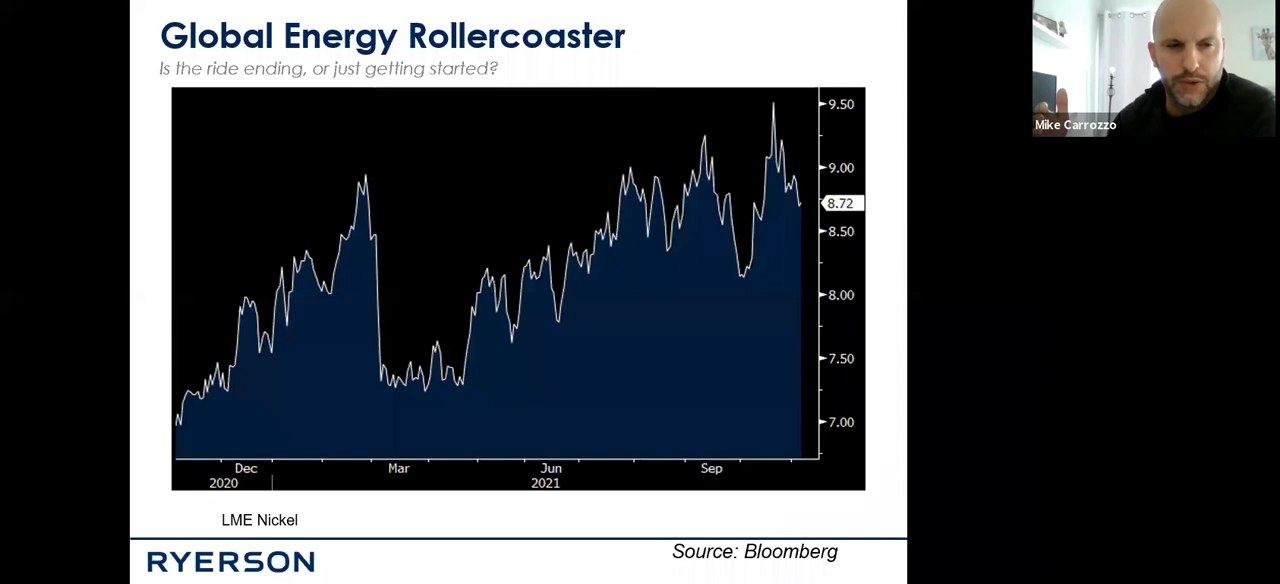 Global Energy Rollercoaster
Is the ride ending, or just getting started?
Mike Carrozzo
9.50
9.00
8.72
8.50
8.00
7.50
7.00
Dec Mar Jun Sep
2020 2021
LME Nickel
Source: Bloomberg
RYERSON